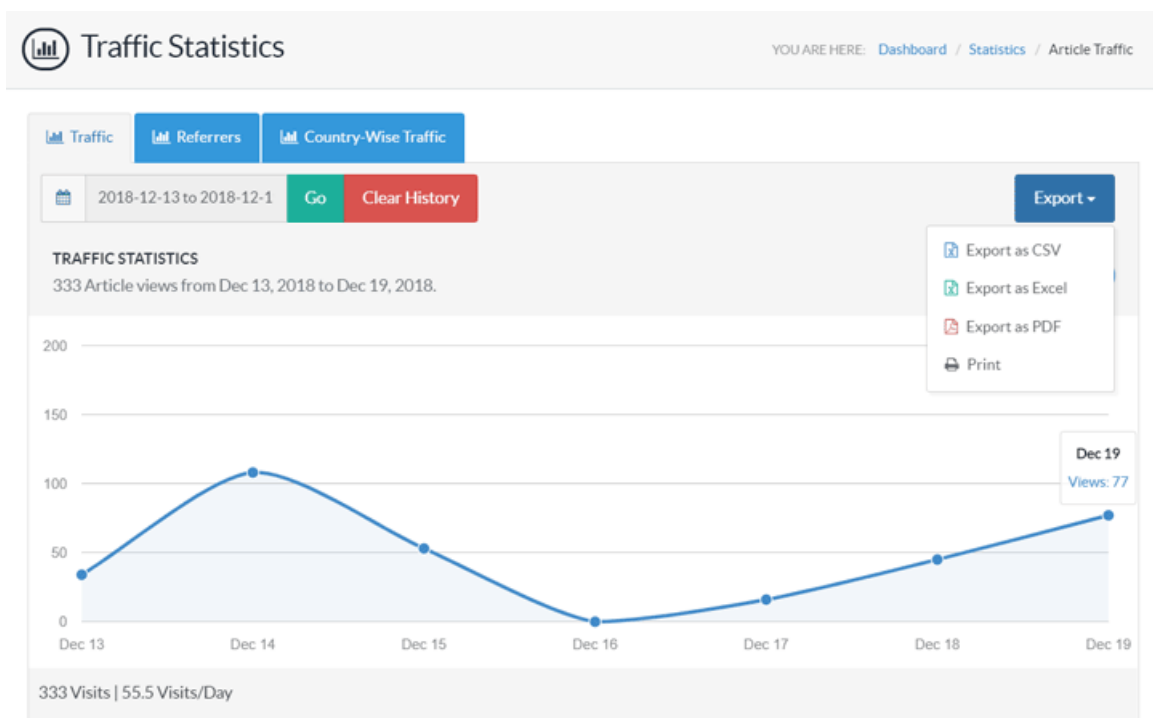 Traffic Statistics
YOU ARE HERE: Dashboard / Statistics / Article Traffic
Traffic Referrers Country-Wise Traffic
2018-12-13 to 2018-12-1 Go Clear History Export
Export as CSV
Export as Excel
Export as PDF
Print
TRAFFIC STATISTICS
333 Article views from Dec 13, 2018 to Dec 19, 2018.
200
150
100
50
0
Dec 19
Views: 77
Dec 13 Dec 14 Dec 15 Dec 16 Dec 17 Dec 18 Dec 19
333 Visits | 55.5 Visits/Day